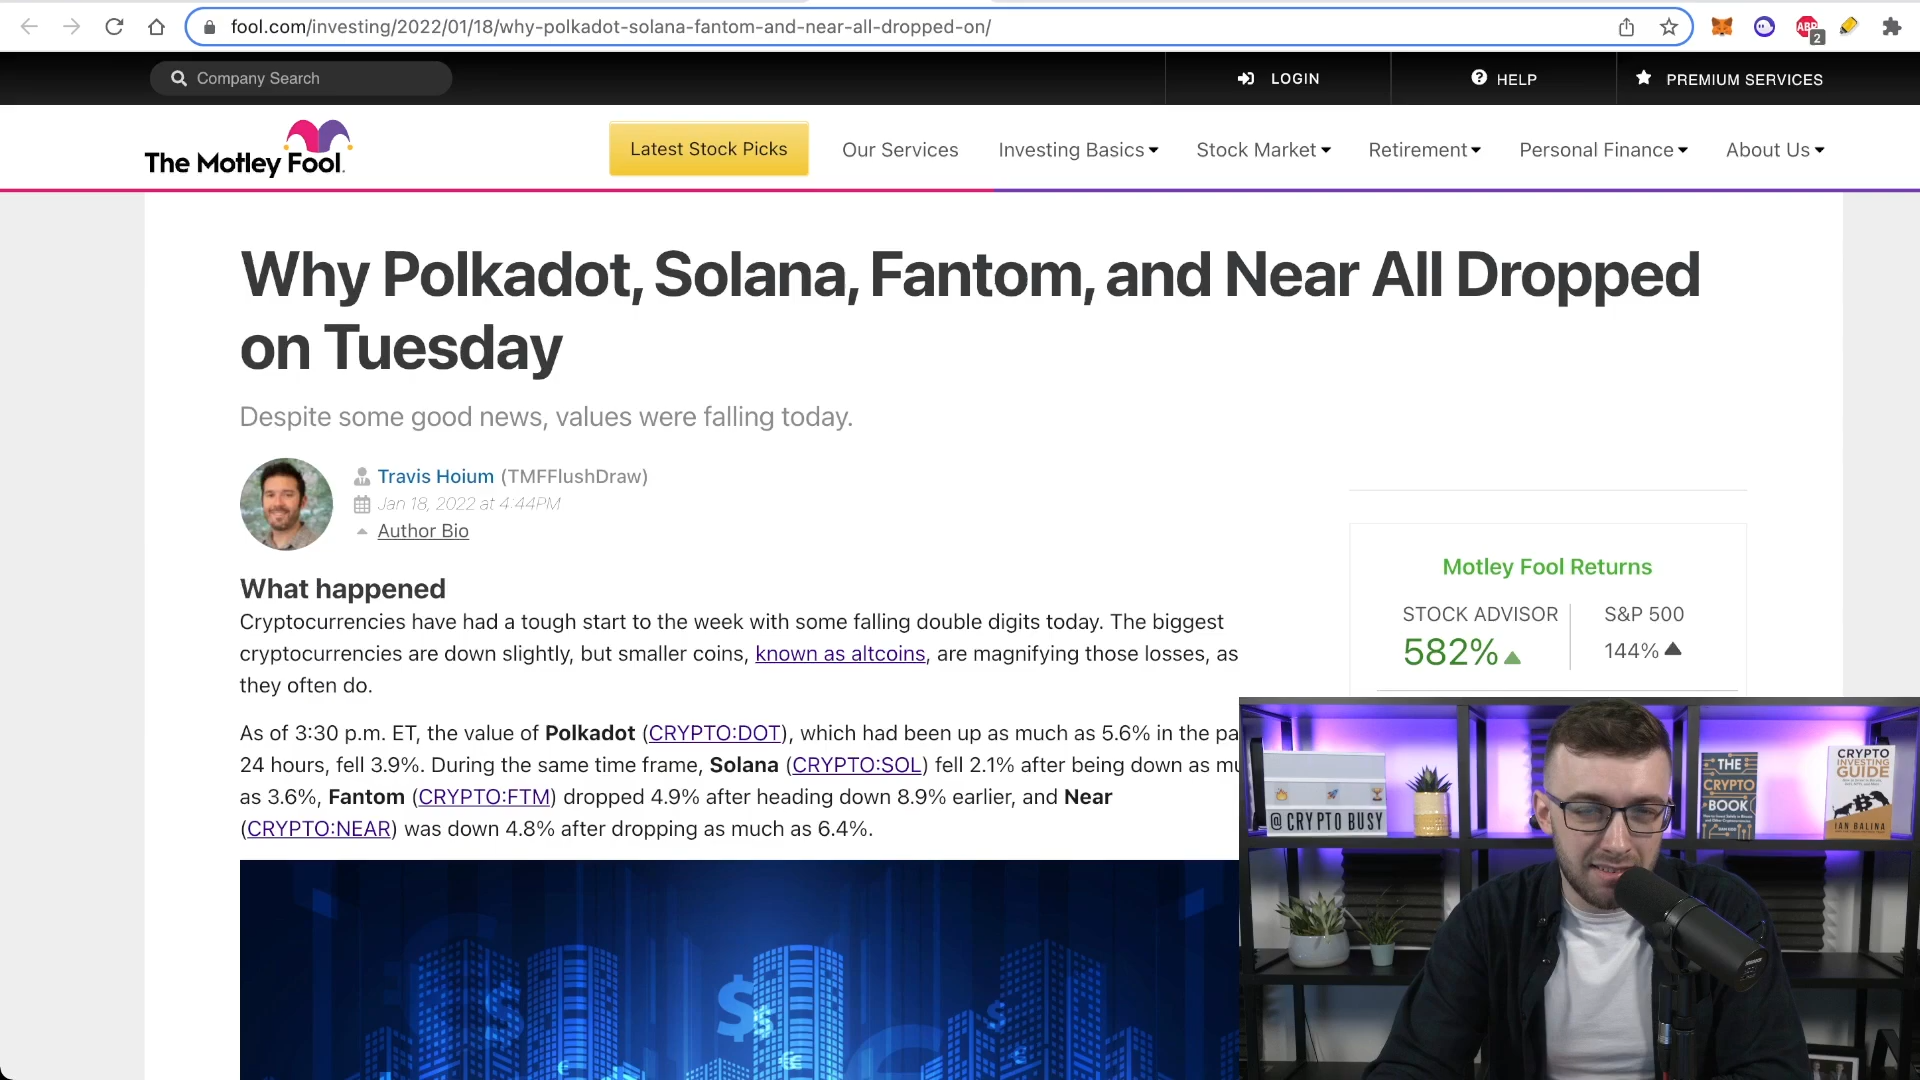 fool.com/investing/2022/01/18/why-polkadot-solana-fantom-and-near-all-dropped-on/
ABP
2
Company Search
LOGIN
HELP
PREMIUM SERVICES
The Motley Fool.
Latest Stock Picks
Our Services
Investing Basics
Stock Market
Retirement
Personal Finance
About Us
Why Polkadot, Solana, Fantom, and Near All Dropped
on Tuesday
Despite some good news, values were falling today.
Travis Hoium (TMFFlushDraw)
Jan 18, 2022 at 4:44PM
Author Bio
What happened
Cryptocurrencies have had a tough start to the week with some falling double digits today. The biggest
cryptocurrencies are down slightly, but smaller coins, known as altcoins, are magnifying those losses, as
they often do.
As of 3:30 p.m. ET, the value of Polkadot (CRYPTO:DOT), which had been up as much as 5.6% in the pa
24 hours, fell 3.9%. During the same time frame, Solana (CRYPTO:SOL) fell 2.1% after being down as mu
as 3.6%, Fantom (CRYPTO:FTM) dropped 4.9% after heading down 8.9% earlier, and Near
(CRYPTO:NEAR) was down 4.8% after dropping as much as 6.4%.
Motley Fool Returns
STOCK ADVISOR
582%
S&P 500
144%
@CRYPTO BUSY
THE
CRYPTO
BOOK
CRYPTO
INVESTING
GUIDE
IAN BALINA